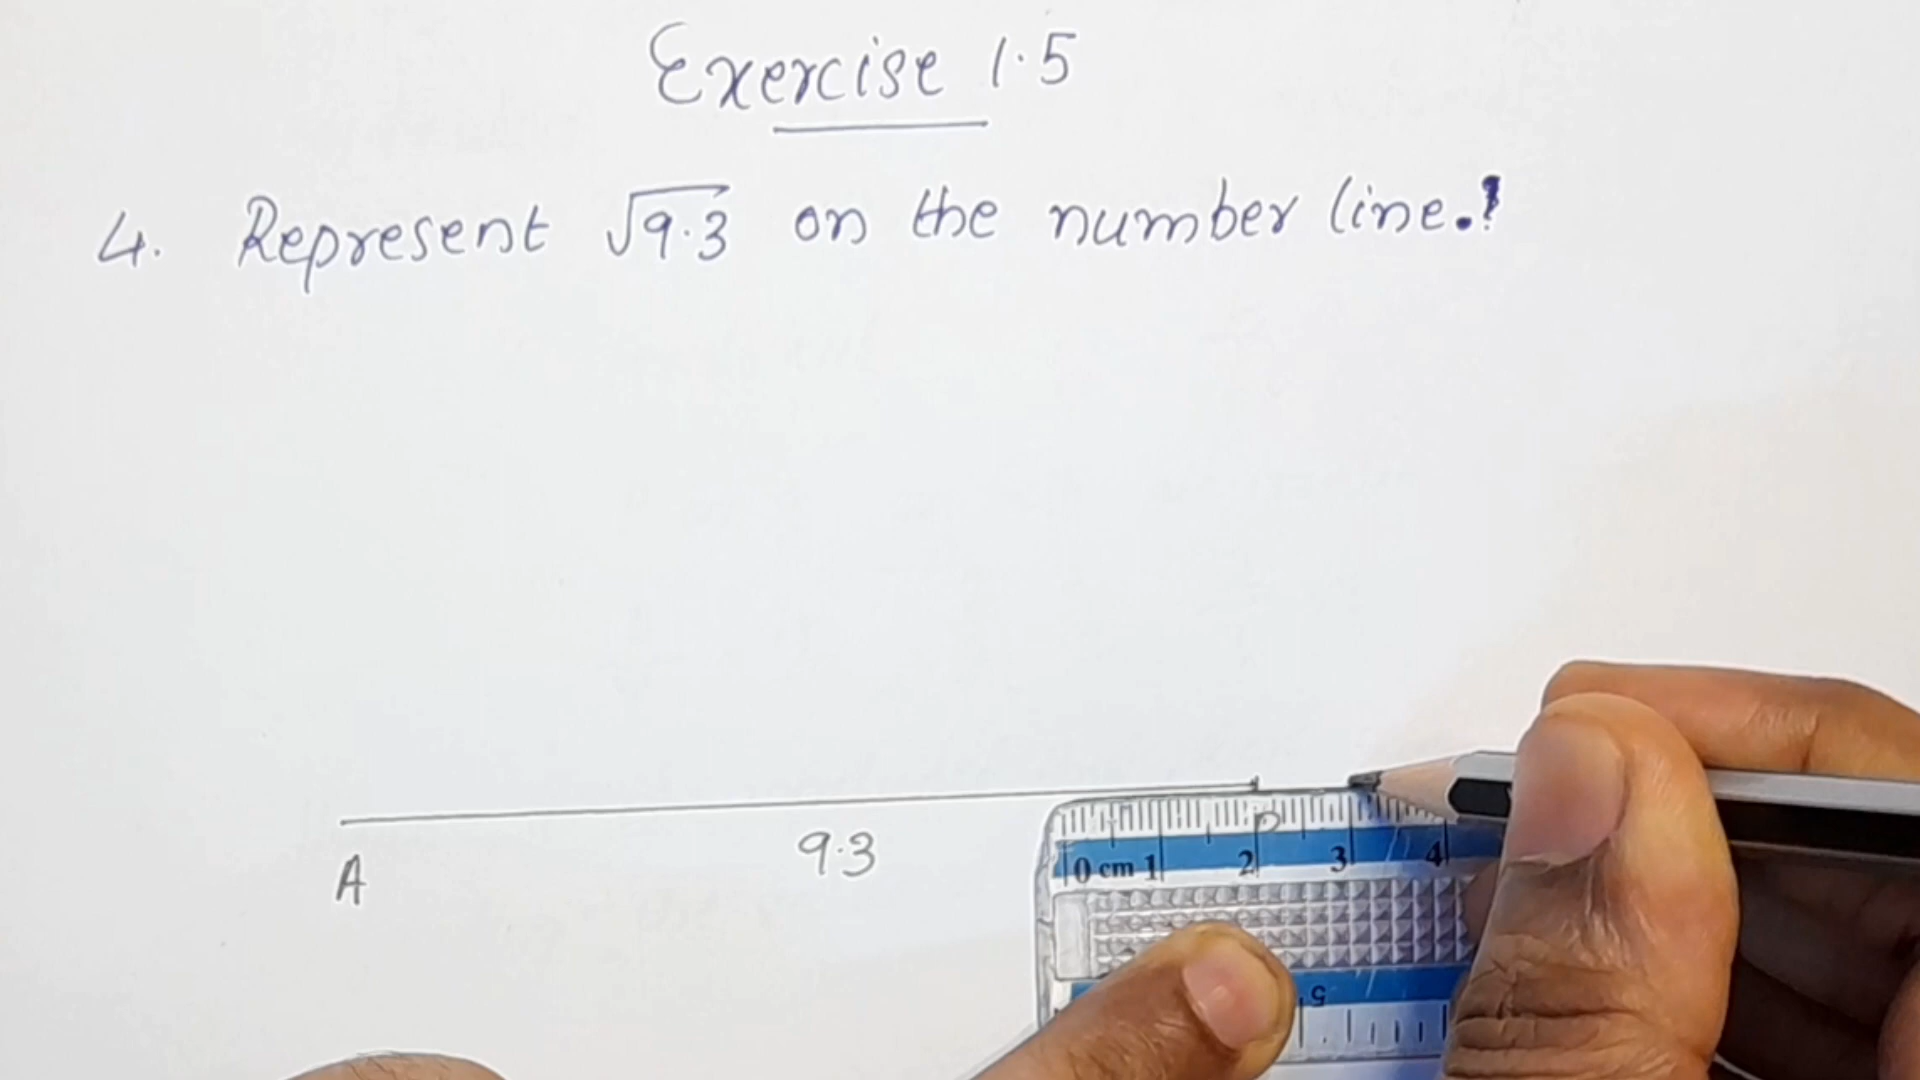 Exercise 1.5
4. Represent √9.3 on the number line.!
9.3
A
0 cm 1 2 3 4
5